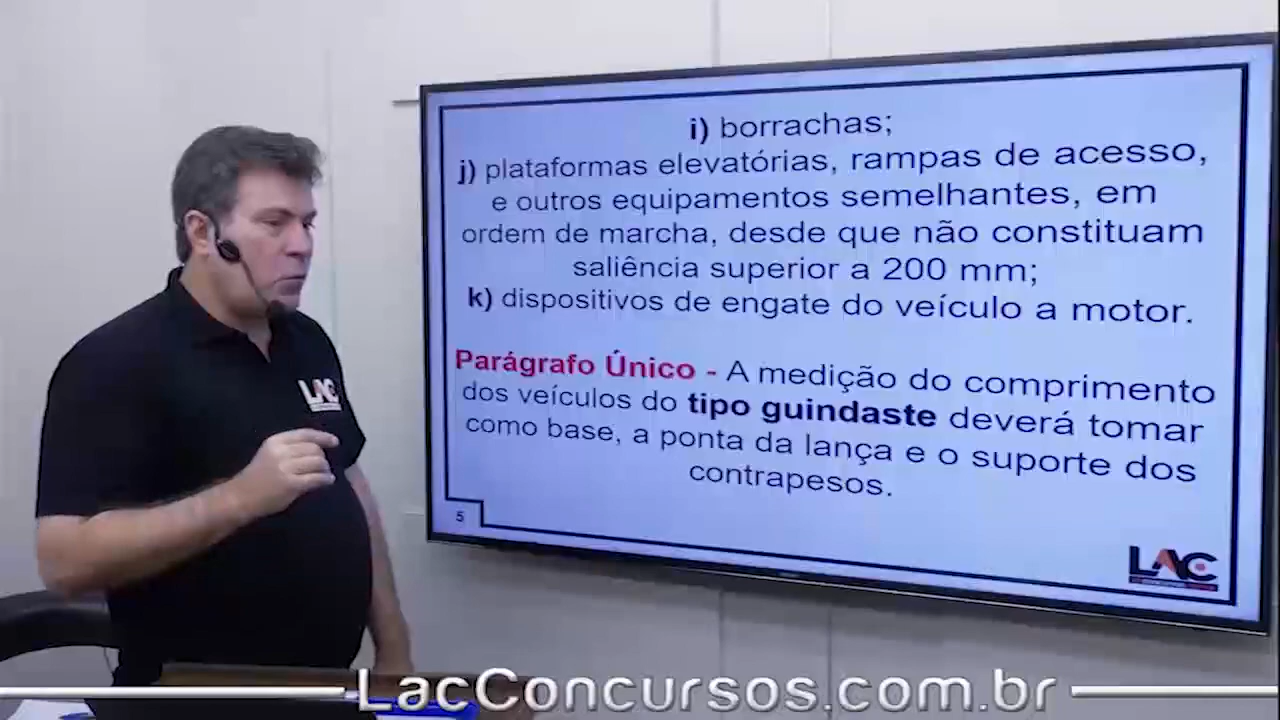 i) borrachas;
j) plataformas elevatórias, rampas de acesso,
e outros equipamentos semelhantes, em
ordem de marcha, desde que não constituam
saliência superior a 200 mm;
k) dispositivos de engate do veículo a motor.
Parágrafo Único - A medição do comprimento
dos veículos do tipo guindaste deverá tomar
como base, a ponta da lança e o suporte dos
contrapesos.
5
LAC
LAC
LacConcursos.com.br